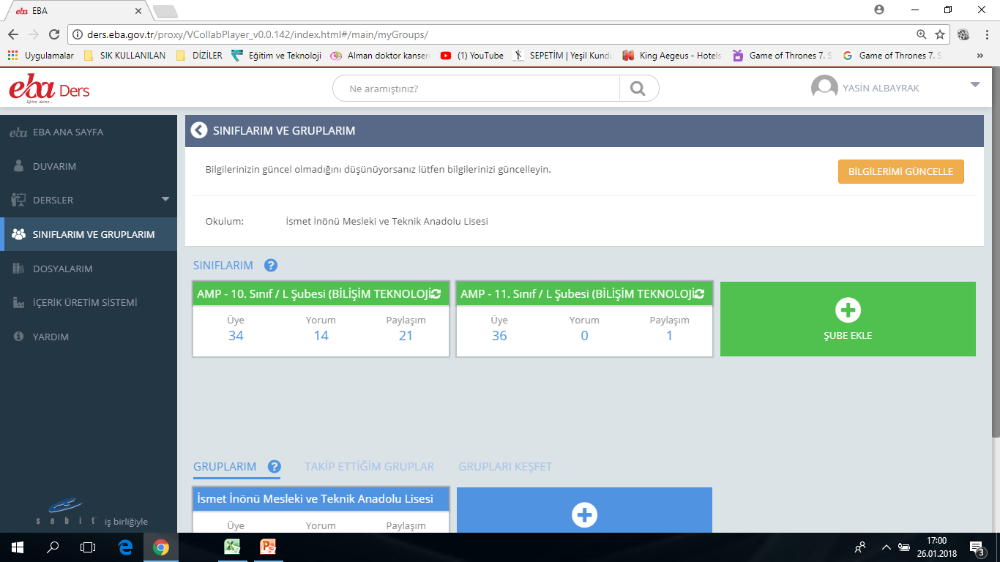 eba EBA
ders.eba.gov.tr/proxy/VCollabPlayer_v0.0.142/index.html#/main/myGroups/
Uygulamalar SIK KULLANILAN DİZİLER Eğitim ve Teknoloji Alman doktor kanser (1) YouTube SEPETİM | Yeşil Kund King Aegeus - Hotels Game of Thrones 7. S Game of Thrones 7. S »
eba Ders
Eğitim, daima...
Ne aramıştınız?
YASİN ALBAYRAK
eba EBA ANA SAYFA
DUVARIM
DERSLER
SINIFLARIM VE GRUPLARIM
DOSYALARIM
İÇERİK ÜRETİM SİSTEMİ
YARDIM
sebit iş birliğiyle
SINIFLARIM VE GRUPLARIM
Bilgilerinizin güncel olmadığını düşünüyorsanız lütfen bilgilerinizi güncelleyin.
BİLGİLERİMİ GÜNCELLE
Okulum: İsmet İnönü Mesleki ve Teknik Anadolu Lisesi
SINIFLARIM ?
AMP - 10. Sınıf / L Şubesi (BİLİŞİM TEKNOLOJİ
Üye Yorum Paylaşım
34 14 21
AMP - 11. Sınıf / L Şubesi (BİLİŞİM TEKNOLOJİ
Üye Yorum Paylaşım
36 0 1
ŞUBE EKLE
GRUPLARIM ? TAKİP ETTİĞİM GRUPLAR GRUPLARI KEŞFET
İsmet İnönü Mesleki ve Teknik Anadolu Lisesi
Üye Yorum Paylaşım
17:00
26.01.2018
3